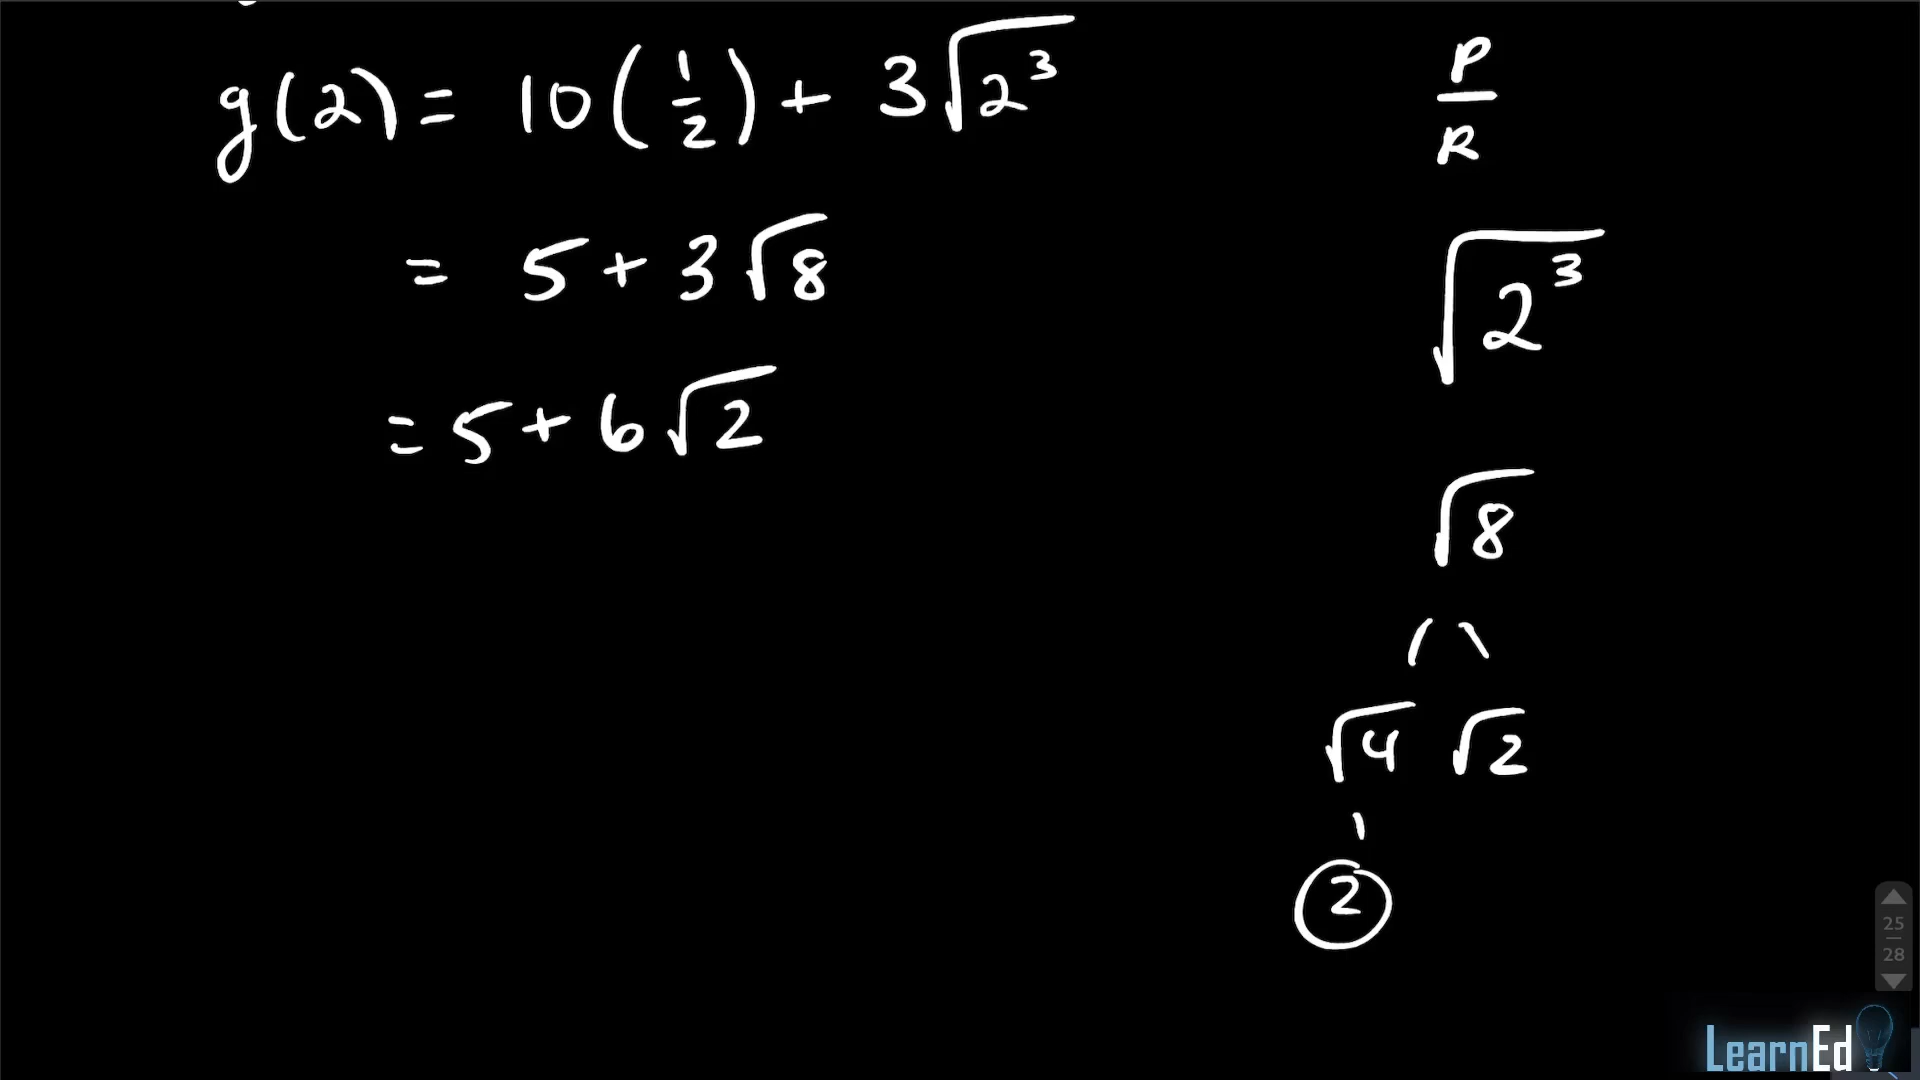 g(2) = 10(1/2) + 3√2³
= 5 + 3√8
= 5 + 6√2
P/R
√2³
√8
√4 √2
2
25
28
LearnEd